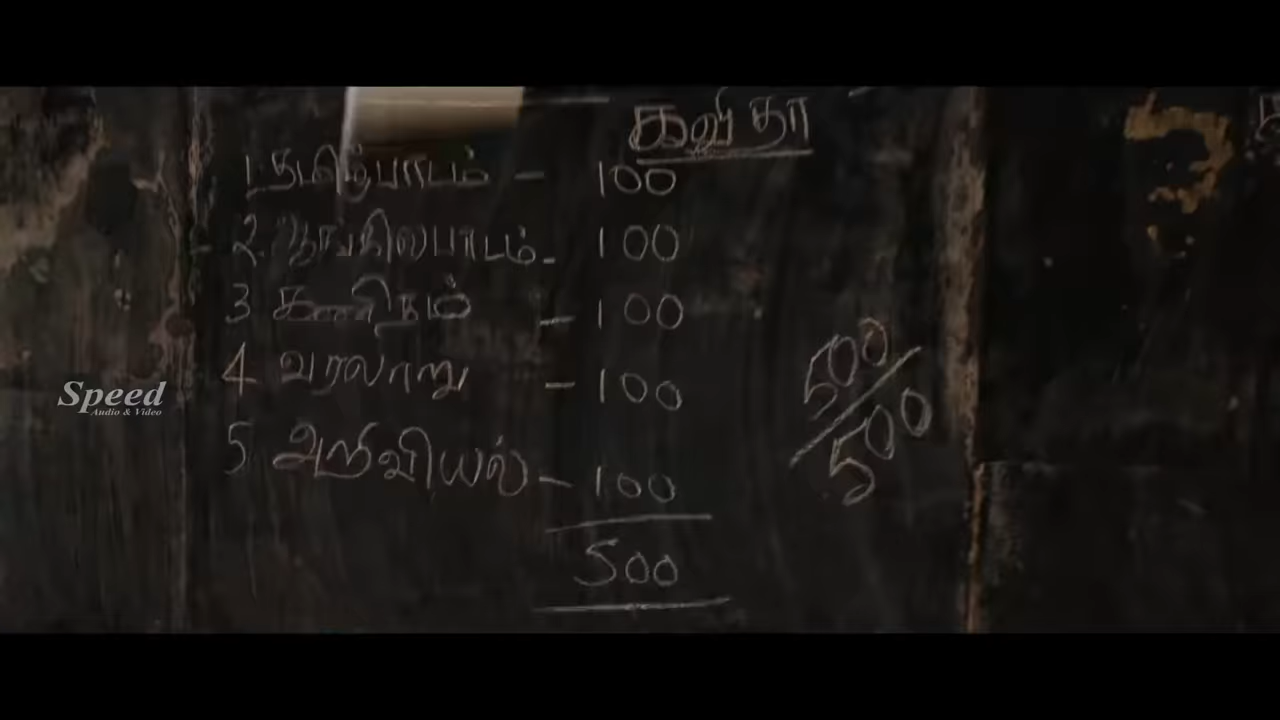 கவிதா
1. தமிழ்பாடம் - 100
2. ஆங்கிலபாடம் - 100
3 கணிதம் - 100
4 வரலாறு - 100
5 அறிவியல் - 100
500
500/500
Speed
Audio & Video